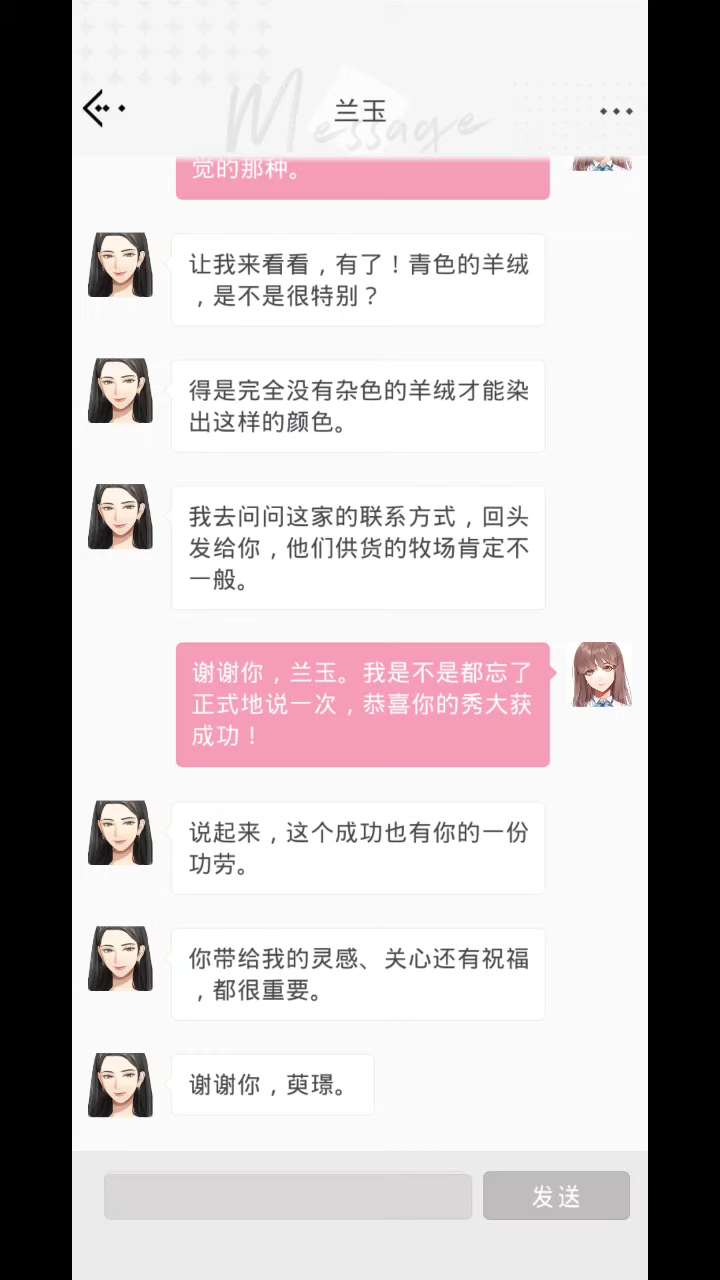 兰玉
Message
觉的那种。
让我来看看，有了！青色的羊绒
，是不是很特别？
得是完全没有杂色的羊绒才能染
出这样的颜色。
我去问问这家的联系方式，回头
发给你，他们供货的牧场肯定不
一般。
谢谢你，兰玉。我是不是都忘了
正式地说一次，恭喜你的秀大获
成功！
说起来，这个成功也有你的一份
功劳。
你带给我的灵感、关心还有祝福
，都很重要。
谢谢你，萸璟。
发送